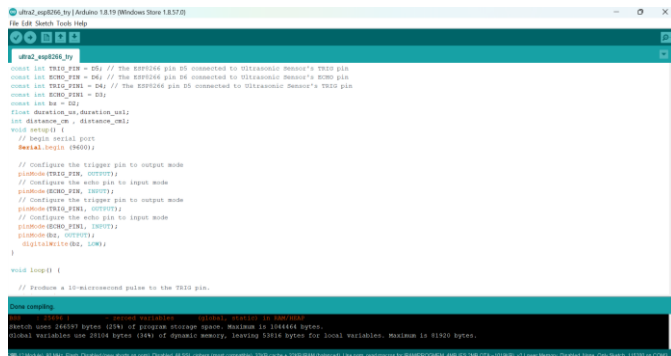 ultra2_esp8266_try | Arduino 1.8.19 (Windows Store 1.8.57.0)
File Edit Sketch Tools Help
ultra2_esp8266_try
const int TRIG_PIN = D5; // The ESP8266 pin D5 connected to Ultrasonic Sensor's TRIG pin
const int ECHO_PIN = D6; // The ESP8266 pin D6 connected to Ultrasonic Sensor's ECHO pin
const int TRIG_PIN1 = D4; // The ESP8266 pin D5 connected to Ultrasonic Sensor's TRIG pin
const int ECHO_PIN1 = D3;
const int bz = D2;
float duration_us,duration_us1;
int distance_cm , distance_cm1;
void setup() {
// begin serial port
Serial.begin (9600);
// Configure the trigger pin to output mode
pinMode(TRIG_PIN, OUTPUT);
// Configure the echo pin to input mode
pinMode(ECHO_PIN, INPUT);
// Configure the trigger pin to output mode
pinMode(TRIG_PIN1, OUTPUT);
// Configure the echo pin to input mode
pinMode(ECHO_PIN1, INPUT);
pinMode(bz, OUTPUT);
digitalWrite(bz, LOW);
}
void loop() {
// Produce a 10-microsecond pulse to the TRIG pin.
Done compiling.
- zeroed variables (global, static) in RAM/HEAP
Sketch uses 266597 bytes (25%) of program storage space. Maximum is 1044464 bytes.
Global variables use 28104 bytes (34%) of dynamic memory, leaving 53816 bytes for local variables. Maximum is 81920 bytes.